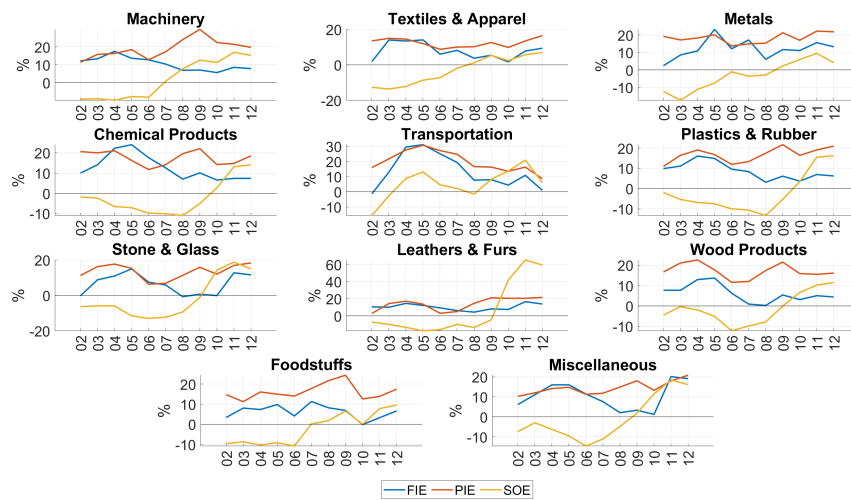 Machinery
%
20
10
0
02 03 04 05 06 07 08 09 10 11 12
Textiles & Apparel
%
20
0
-20
02 03 04 05 06 07 08 09 10 11 12
Metals
%
20
10
0
-10
02 03 04 05 06 07 08 09 10 11 12
Chemical Products
%
20
10
0
-10
02 03 04 05 06 07 08 09 10 11 12
Transportation
%
30
20
10
0
-10
02 03 04 05 06 07 08 09 10 11 12
Plastics & Rubber
%
20
10
0
-10
02 03 04 05 06 07 08 09 10 11 12
Stone & Glass
%
20
0
-20
02 03 04 05 06 07 08 09 10 11 12
Leathers & Furs
%
60
40
20
0
02 03 04 05 06 07 08 09 10 11 12
Wood Products
%
20
10
0
-10
02 03 04 05 06 07 08 09 10 11 12
Foodstuffs
%
20
10
0
-10
02 03 04 05 06 07 08 09 10 11 12
Miscellaneous
%
20
10
0
-10
02 03 04 05 06 07 08 09 10 11 12
FIE PIE SOE